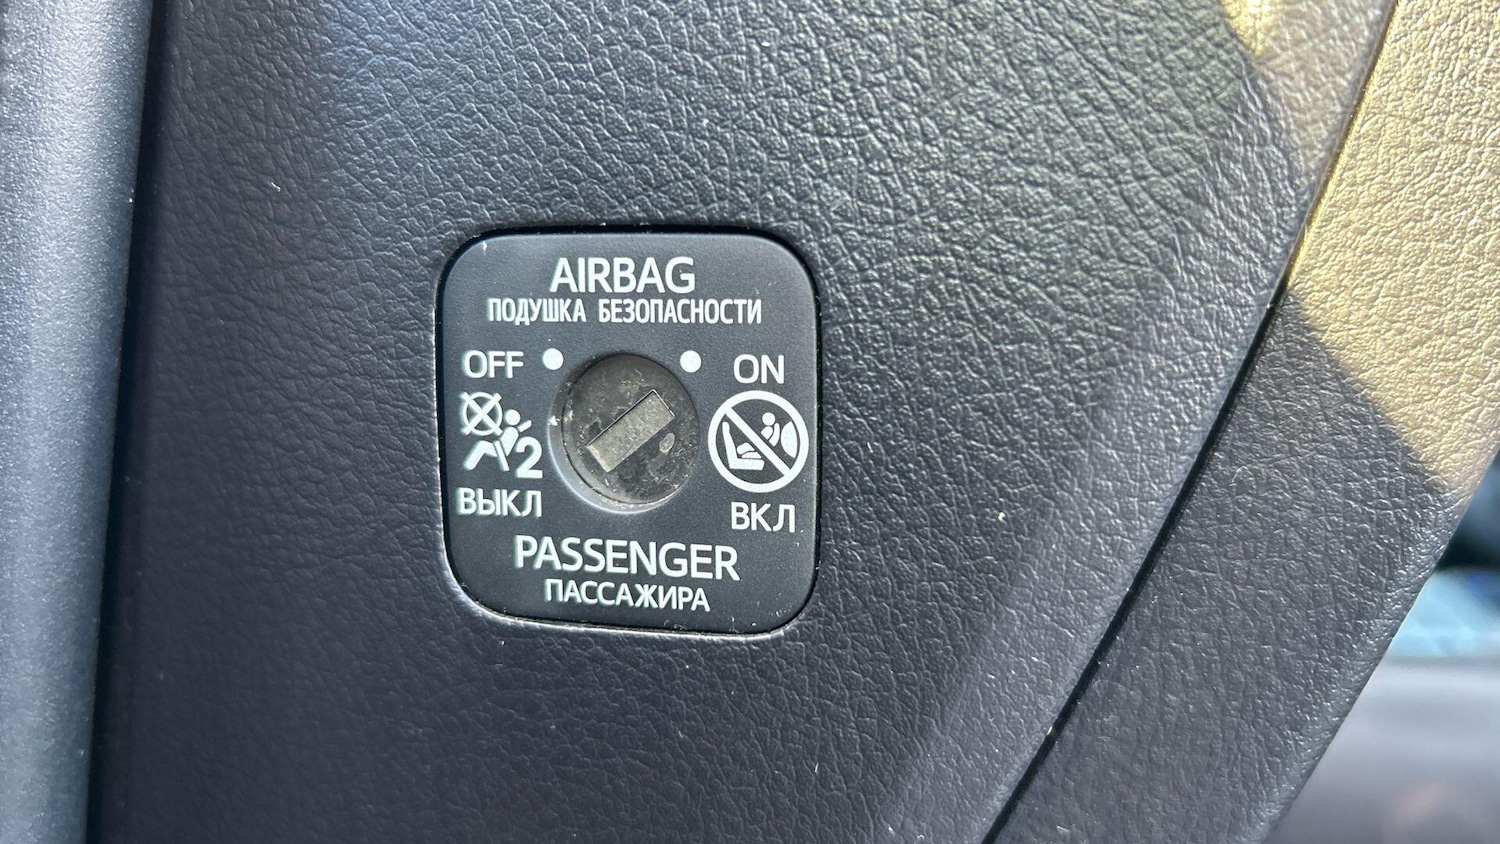 AIRBAG
ПОДУШКА БЕЗОПАСНОСТИ
OFF ON
2
ВЫКЛ ВКЛ
PASSENGER
ПАССАЖИРА